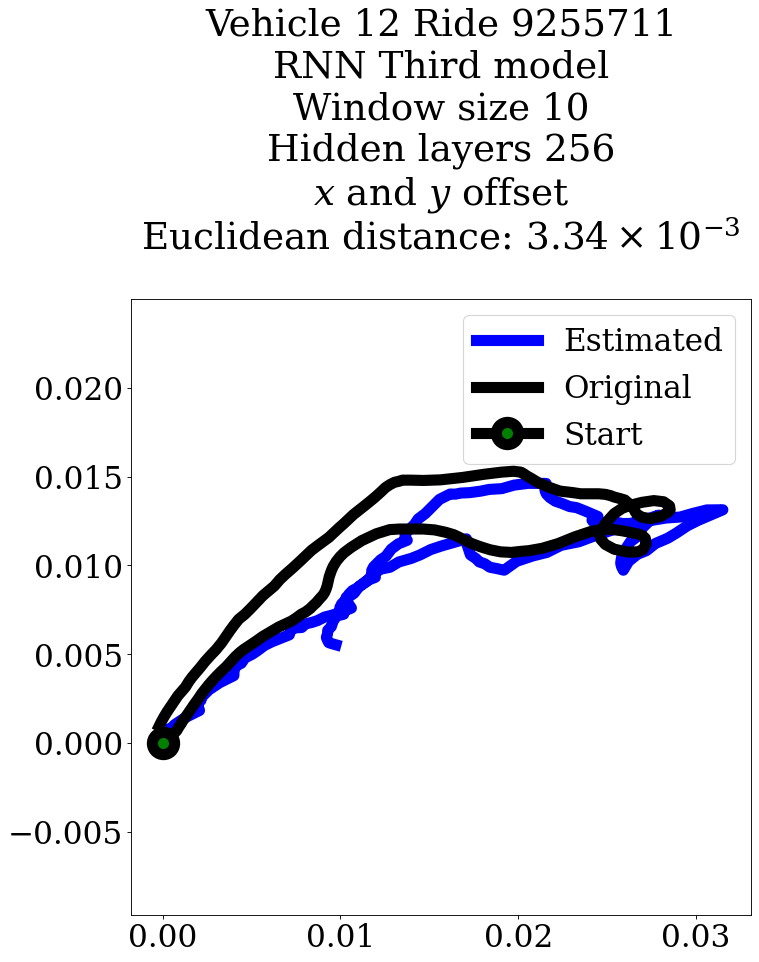 Vehicle 12 Ride 9255711
RNN Third model
Window size 10
Hidden layers 256
x and y offset
Euclidean distance: 3.34 × 10⁻³
Estimated
Original
Start
0.020
0.015
0.010
0.005
0.000
−0.005
0.00 0.01 0.02 0.03